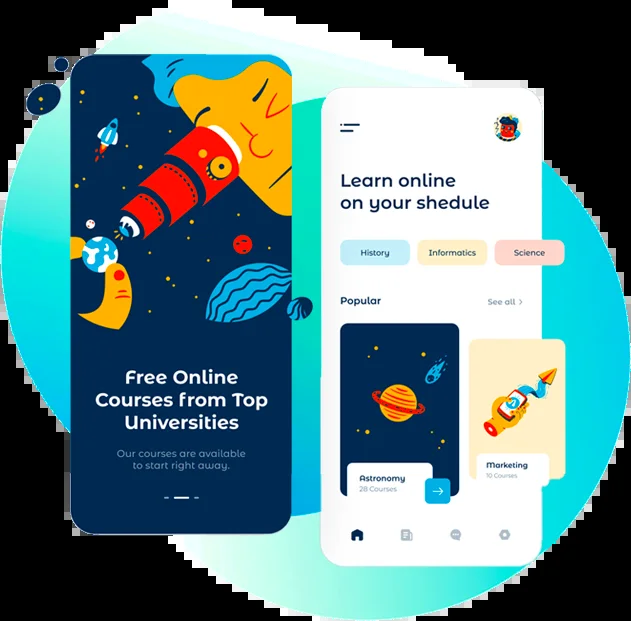 Free Online
Courses from Top
Universities
Our courses are available
to start right away.
Learn online
on your shedule
History
Informatics
Science
Popular
See all
Astronomy
28 Courses
Marketing
10 Courses